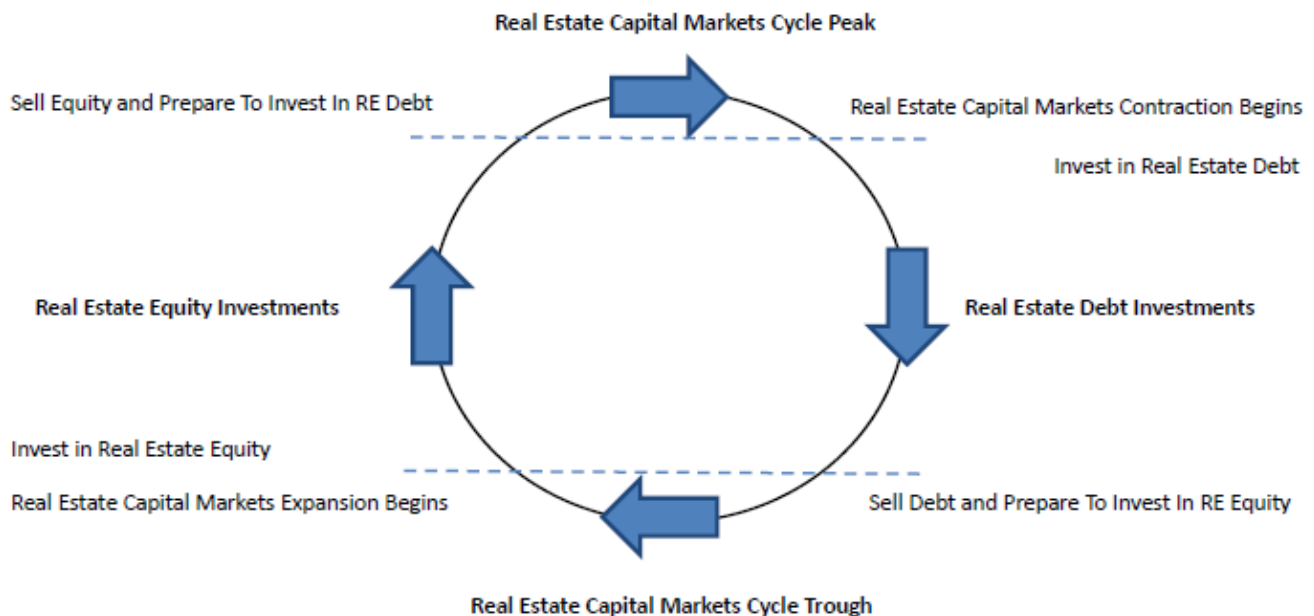 Real Estate Capital Markets Cycle Peak
Sell Equity and Prepare To Invest In RE Debt
Real Estate Capital Markets Contraction Begins
Invest in Real Estate Debt
Real Estate Equity Investments
Real Estate Debt Investments
Invest in Real Estate Equity
Real Estate Capital Markets Expansion Begins
Sell Debt and Prepare To Invest In RE Equity
Real Estate Capital Markets Cycle Trough